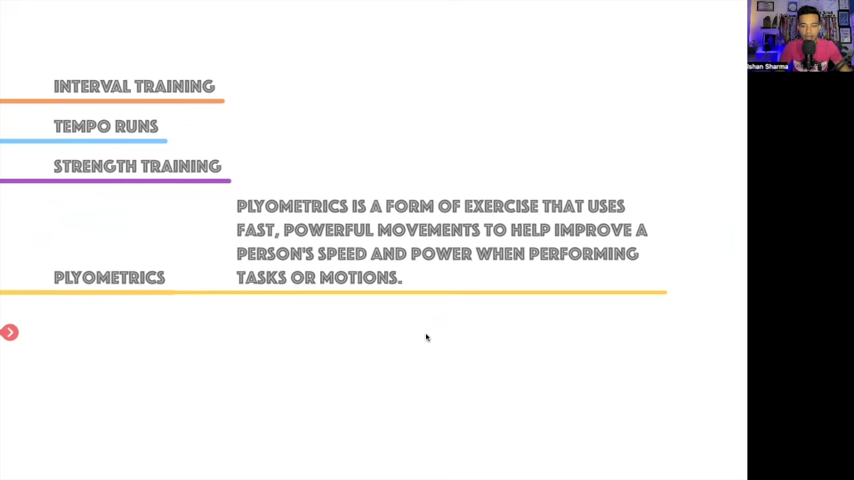 INTERVAL TRAINING
TEMPO RUNS
STRENGTH TRAINING
PLYOMETRICS IS A FORM OF EXERCISE THAT USES
FAST, POWERFUL MOVEMENTS TO HELP IMPROVE A
PERSON'S SPEED AND POWER WHEN PERFORMING
TASKS OR MOTIONS.
PLYOMETRICS
Ishan Sharma